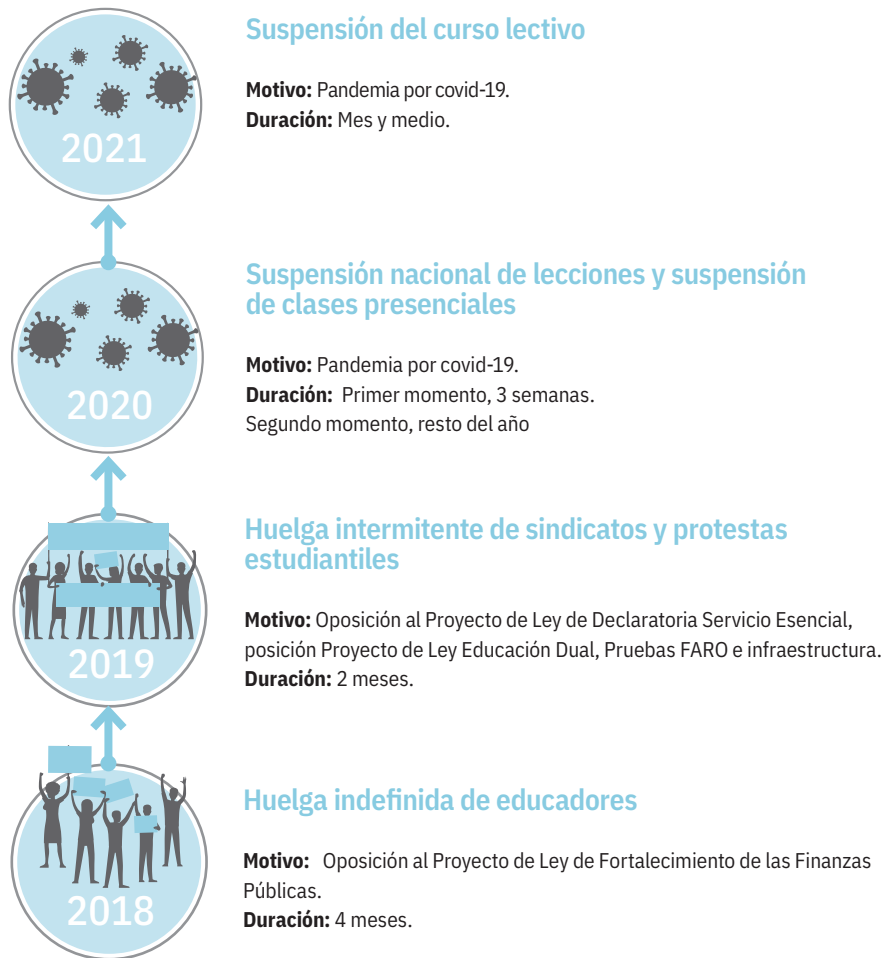 2021
Suspensión del curso lectivo
Motivo: Pandemia por covid-19.
Duración: Mes y medio.
2020
Suspensión nacional de lecciones y suspensión
de clases presenciales
Motivo: Pandemia por covid-19.
Duración: Primer momento, 3 semanas.
Segundo momento, resto del año
2019
Huelga intermitente de sindicatos y protestas
estudiantiles
Motivo: Oposición al Proyecto de Ley de Declaratoria Servicio Esencial,
posición Proyecto de Ley Educación Dual, Pruebas FARO e infraestructura.
Duración: 2 meses.
2018
Huelga indefinida de educadores
Motivo: Oposición al Proyecto de Ley de Fortalecimiento de las Finanzas
Públicas.
Duración: 4 meses.